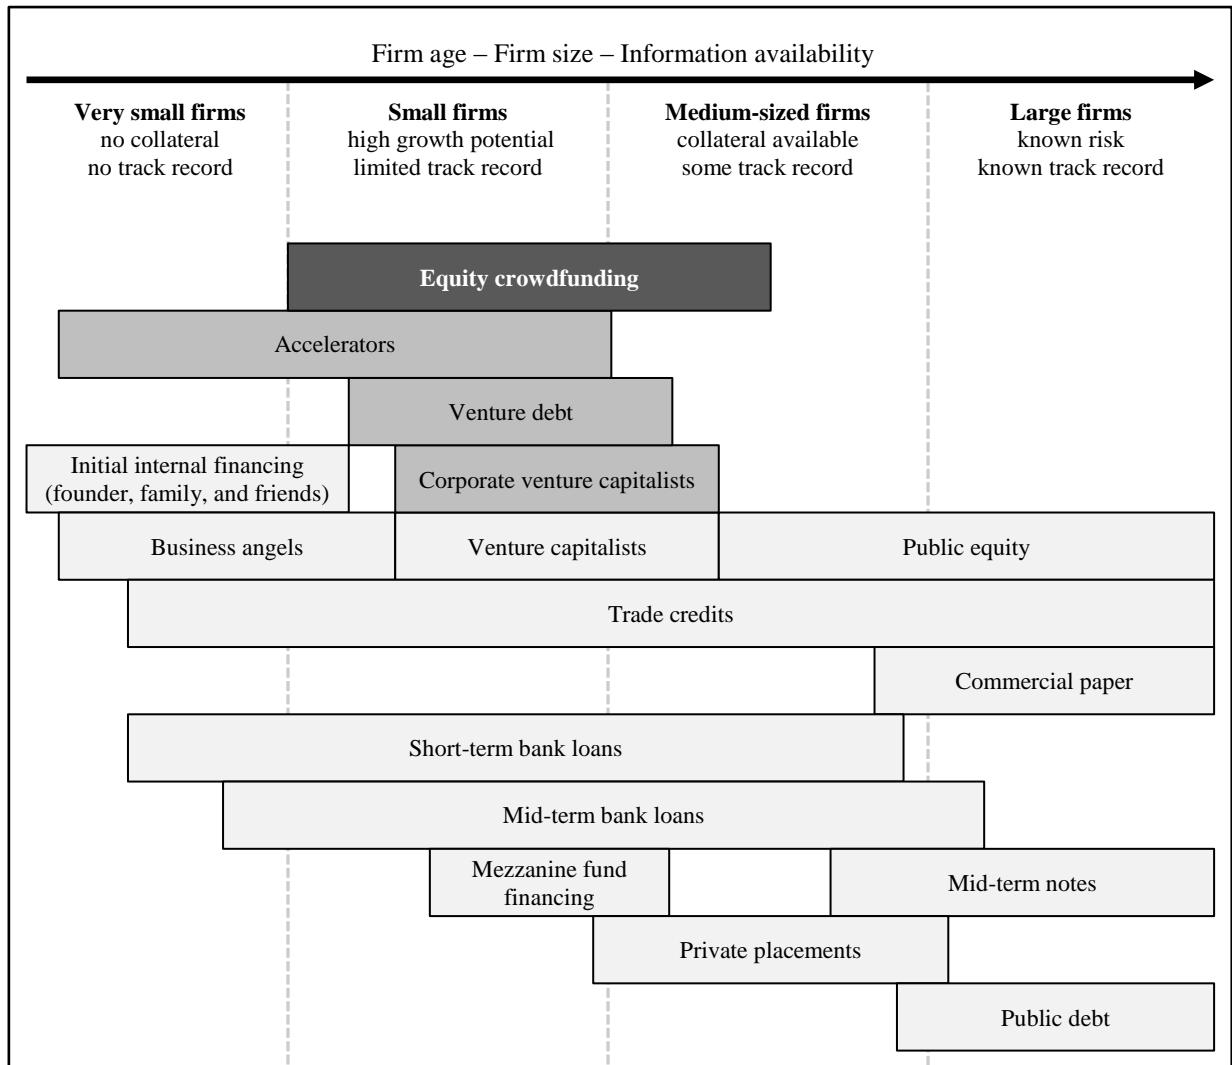 Firm age – Firm size – Information availability
Very small firms
no collateral
no track record
Small firms
high growth potential
limited track record
Medium-sized firms
collateral available
some track record
Large firms
known risk
known track record
Equity crowdfunding
Accelerators
Venture debt
Initial internal financing
(founder, family, and friends)
Corporate venture capitalists
Business angels
Venture capitalists
Public equity
Trade credits
Commercial paper
Short-term bank loans
Mid-term bank loans
Mezzanine fund
financing
Mid-term notes
Private placements
Public debt